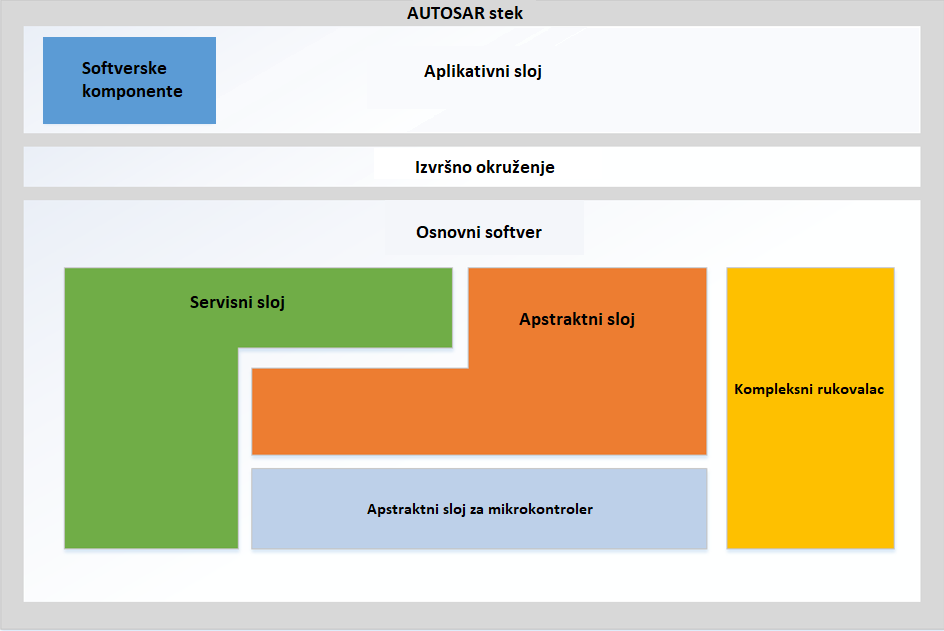 AUTOSAR stek
Softverske
komponente
Aplikativni sloj
Izvršno okruženje
Osnovni softver
Servisni sloj
Apstraktni sloj
Kompleksni rukovalac
Apstraktni sloj za mikrokontroler